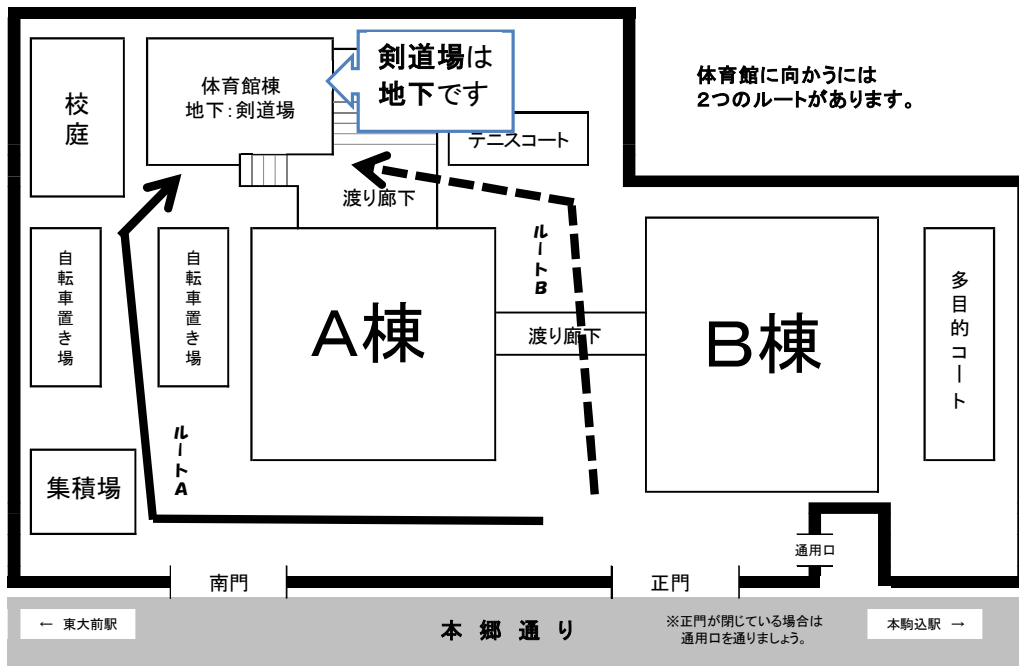 剣道場は
地下です
体育館棟
地下：剣道場
校
庭
体育館に向かうには
２つのルートがあります。
テニスコート
渡り廊下
ルートＢ
自転車置き場
自転車置き場
Ａ棟
渡り廊下
Ｂ棟
多目的コート
ルートＡ
集積場
通用口
南門
正門
← 東大前駅
本 郷 通 り
※正門が閉じている場合は
通用口を通りましょう。
本駒込駅 →